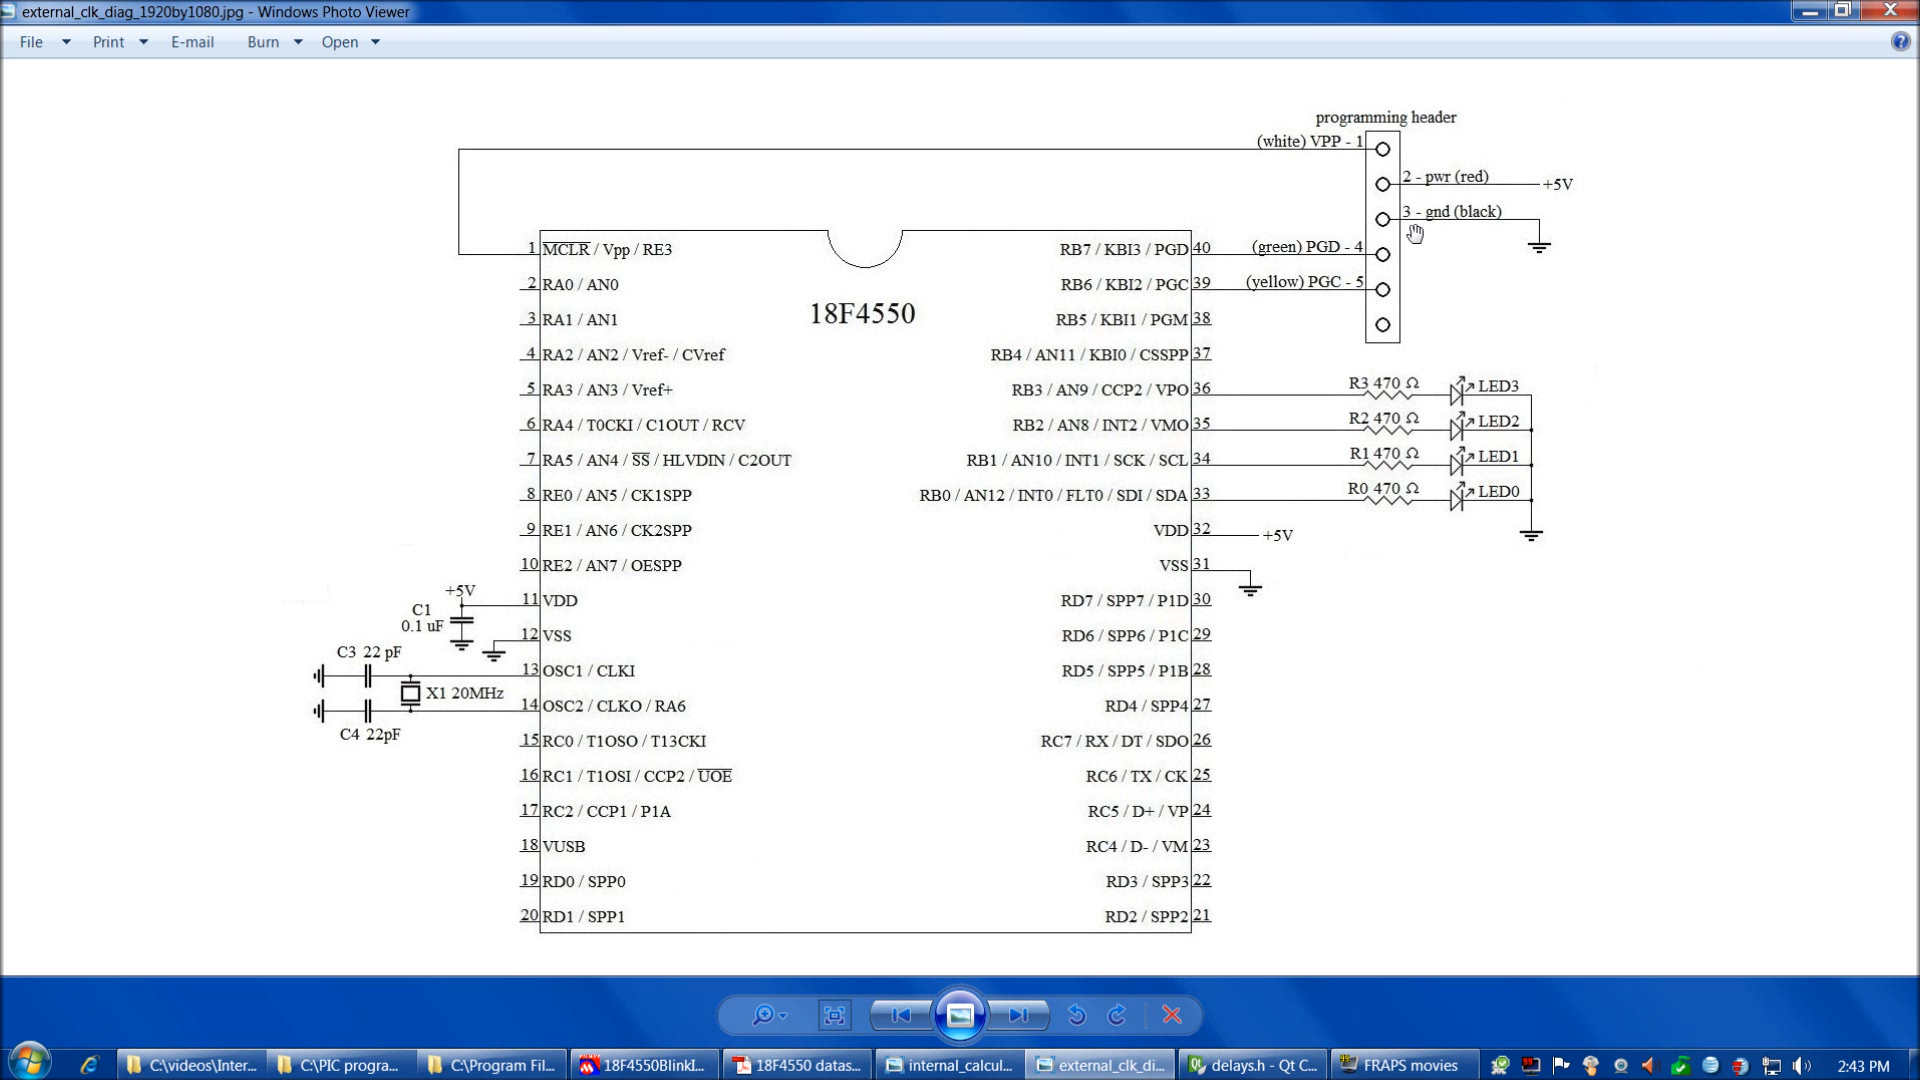 external_clk_diag_1920by1080.jpg - Windows Photo Viewer
File Print E-mail Burn Open
programming header
(white) VPP - 1
2 - pwr (red)
+5V
3 - gnd (black)
(green) PGD - 4
(yellow) PGC - 5
18F4550
1 MCLR / Vpp / RE3
2 RA0 / AN0
3 RA1 / AN1
4 RA2 / AN2 / Vref- / CVref
5 RA3 / AN3 / Vref+
6 RA4 / T0CKI / C1OUT / RCV
7 RA5 / AN4 / SS / HLVDIN / C2OUT
8 RE0 / AN5 / CK1SPP
9 RE1 / AN6 / CK2SPP
10 RE2 / AN7 / OESPP
11 VDD
12 VSS
13 OSC1 / CLKI
14 OSC2 / CLKO / RA6
15 RC0 / T1OSO / T13CKI
16 RC1 / T1OSI / CCP2 / UOE
17 RC2 / CCP1 / P1A
18 VUSB
19 RD0 / SPP0
20 RD1 / SPP1
RB7 / KBI3 / PGD 40
RB6 / KBI2 / PGC 39
RB5 / KBI1 / PGM 38
RB4 / AN11 / KBI0 / CSSPP 37
RB3 / AN9 / CCP2 / VPO 36
RB2 / AN8 / INT2 / VMO 35
RB1 / AN10 / INT1 / SCK / SCL 34
RB0 / AN12 / INT0 / FLT0 / SDI / SDA 33
VDD 32
VSS 31
RD7 / SPP7 / P1D 30
RD6 / SPP6 / P1C 29
RD5 / SPP5 / P1B 28
RD4 / SPP4 27
RC7 / RX / DT / SDO 26
RC6 / TX / CK 25
RC5 / D+ / VP 24
RC4 / D- / VM 23
RD3 / SPP3 22
RD2 / SPP2 21
R3 470 Ω LED3
R2 470 Ω LED2
R1 470 Ω LED1
R0 470 Ω LED0
+5V
+5V
C1
0.1 uF
C3 22 pF
X1 20MHz
C4 22pF
C:\videos\Inter... C:\PIC progra... C:\Program Fil... 18F4550BlinkI... 18F4550 datas... internal_calcul... external_clk_di... delays.h - Qt C... FRAPS movies 2:43 PM